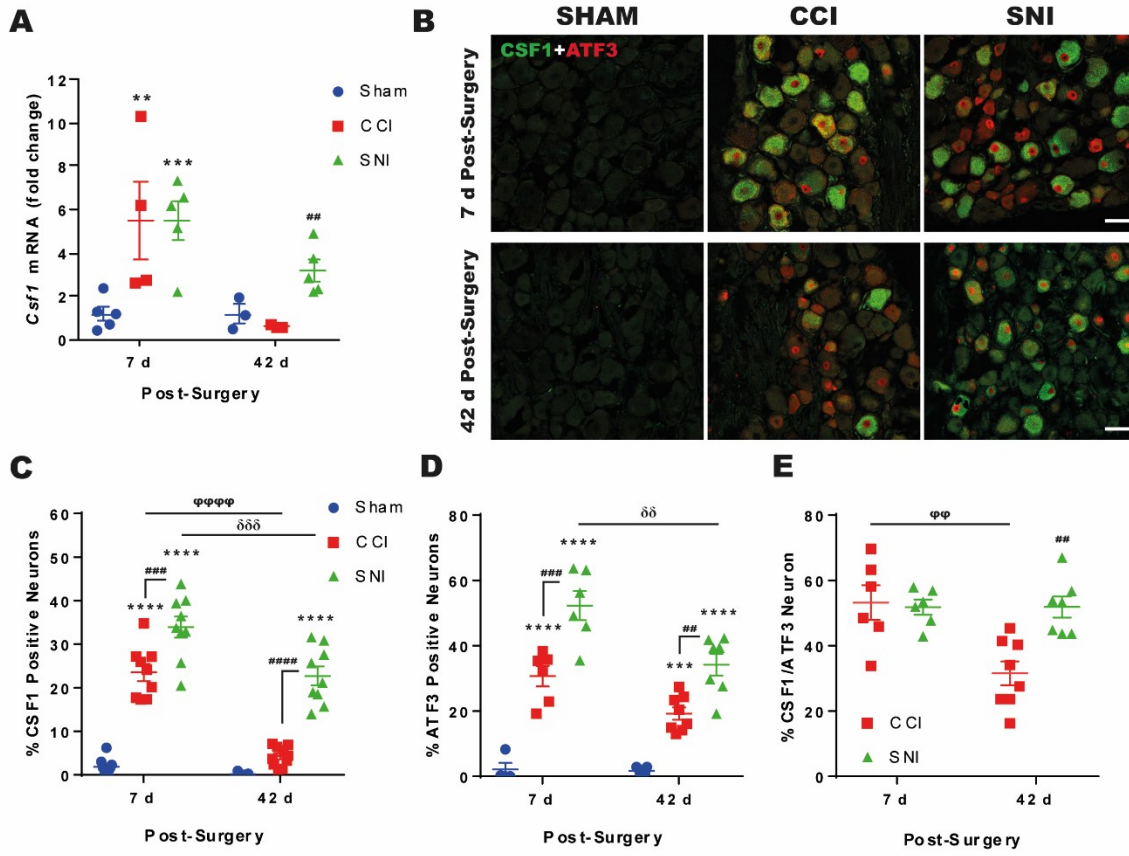 A
Csf1 mRNA (fold change)
14
12
10
8
6
4
2
0
**
***
##
Sham
CCI
SNI
7 d
42 d
Post-Surgery
B
SHAM
CCI
SNI
7 d Post-Surgery
CSF1+ATF3
42 d Post-Surgery
C
%CSF1 Positive Neurons
60
50
40
30
20
10
0
φφφφ
δδδ
****
###
****
****
####
Sham
CCI
SNI
7 d
42 d
Post-Surgery
D
%ATF3 Positive Neurons
80
60
40
20
0
δδ
****
###
****
****
##
***
7 d
42 d
Post-Surgery
E
%CSF1/ATF3 Neuron
80
60
40
20
0
φφ
##
CCI
SNI
7 d
42 d
Post-Surgery